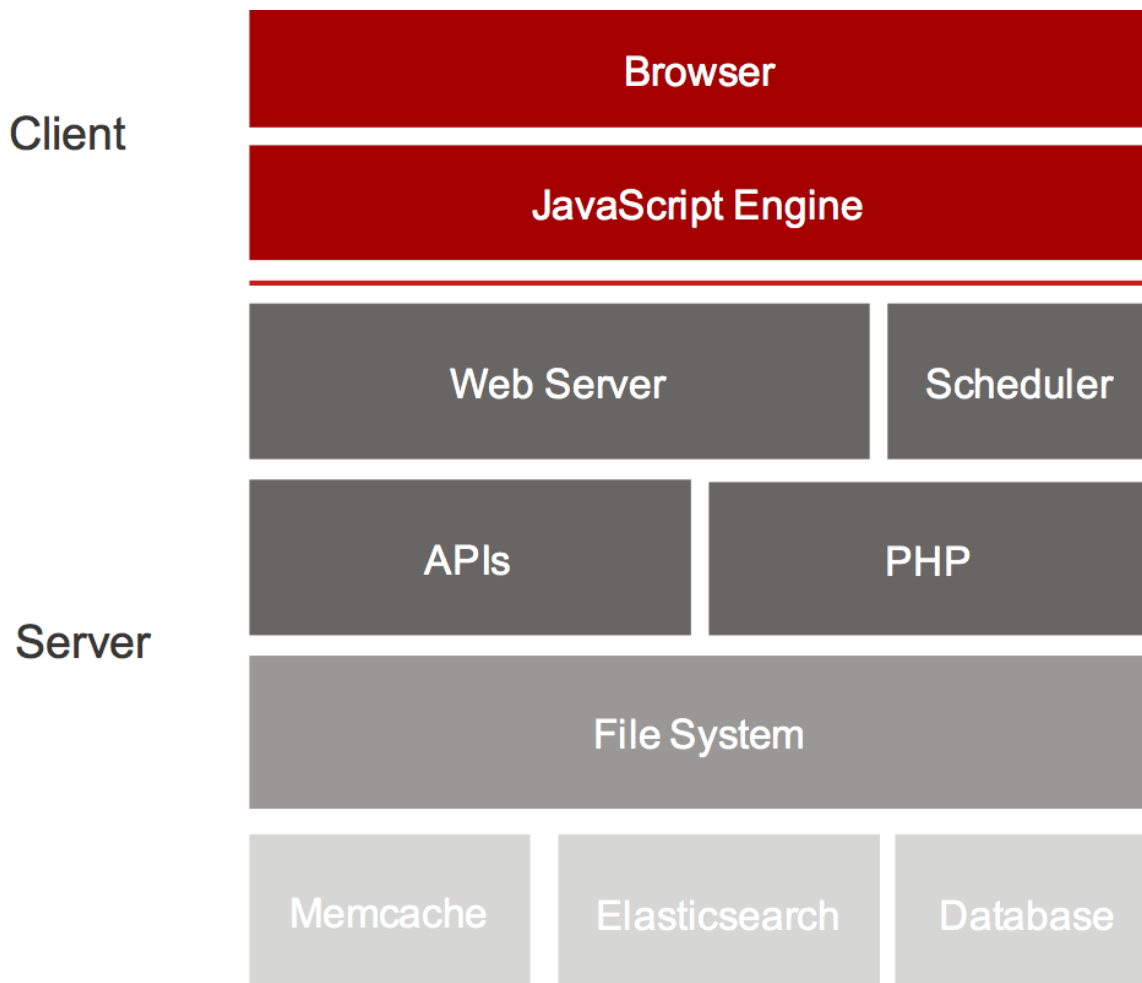 Client
Browser
JavaScript Engine
Server
Web Server
Scheduler
APIs
PHP
File System
Memcache
Elasticsearch
Database